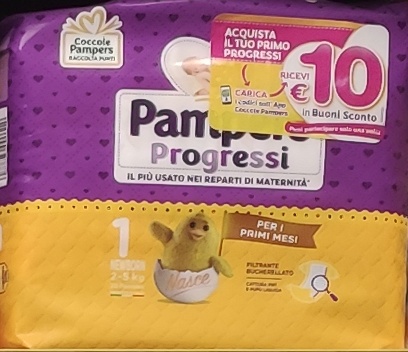 Coccole
Pampers
RACCOLTA PUNTI
ACQUISTA
IL TUO PRIMO
PROGRESSI
RICEVI
€10
CARICA
i codici sull'App
Coccole Pampers
in Buoni Sconto
Puoi partecipare solo una volta
Pampers
Progressi
IL PIÙ USATO NEI REPARTI DI MATERNITÀ*
1
NEWBORN
2-5 kg
PER I
PRIMI MESI
Nasce
FILTRANTE
BUCHERELLATO